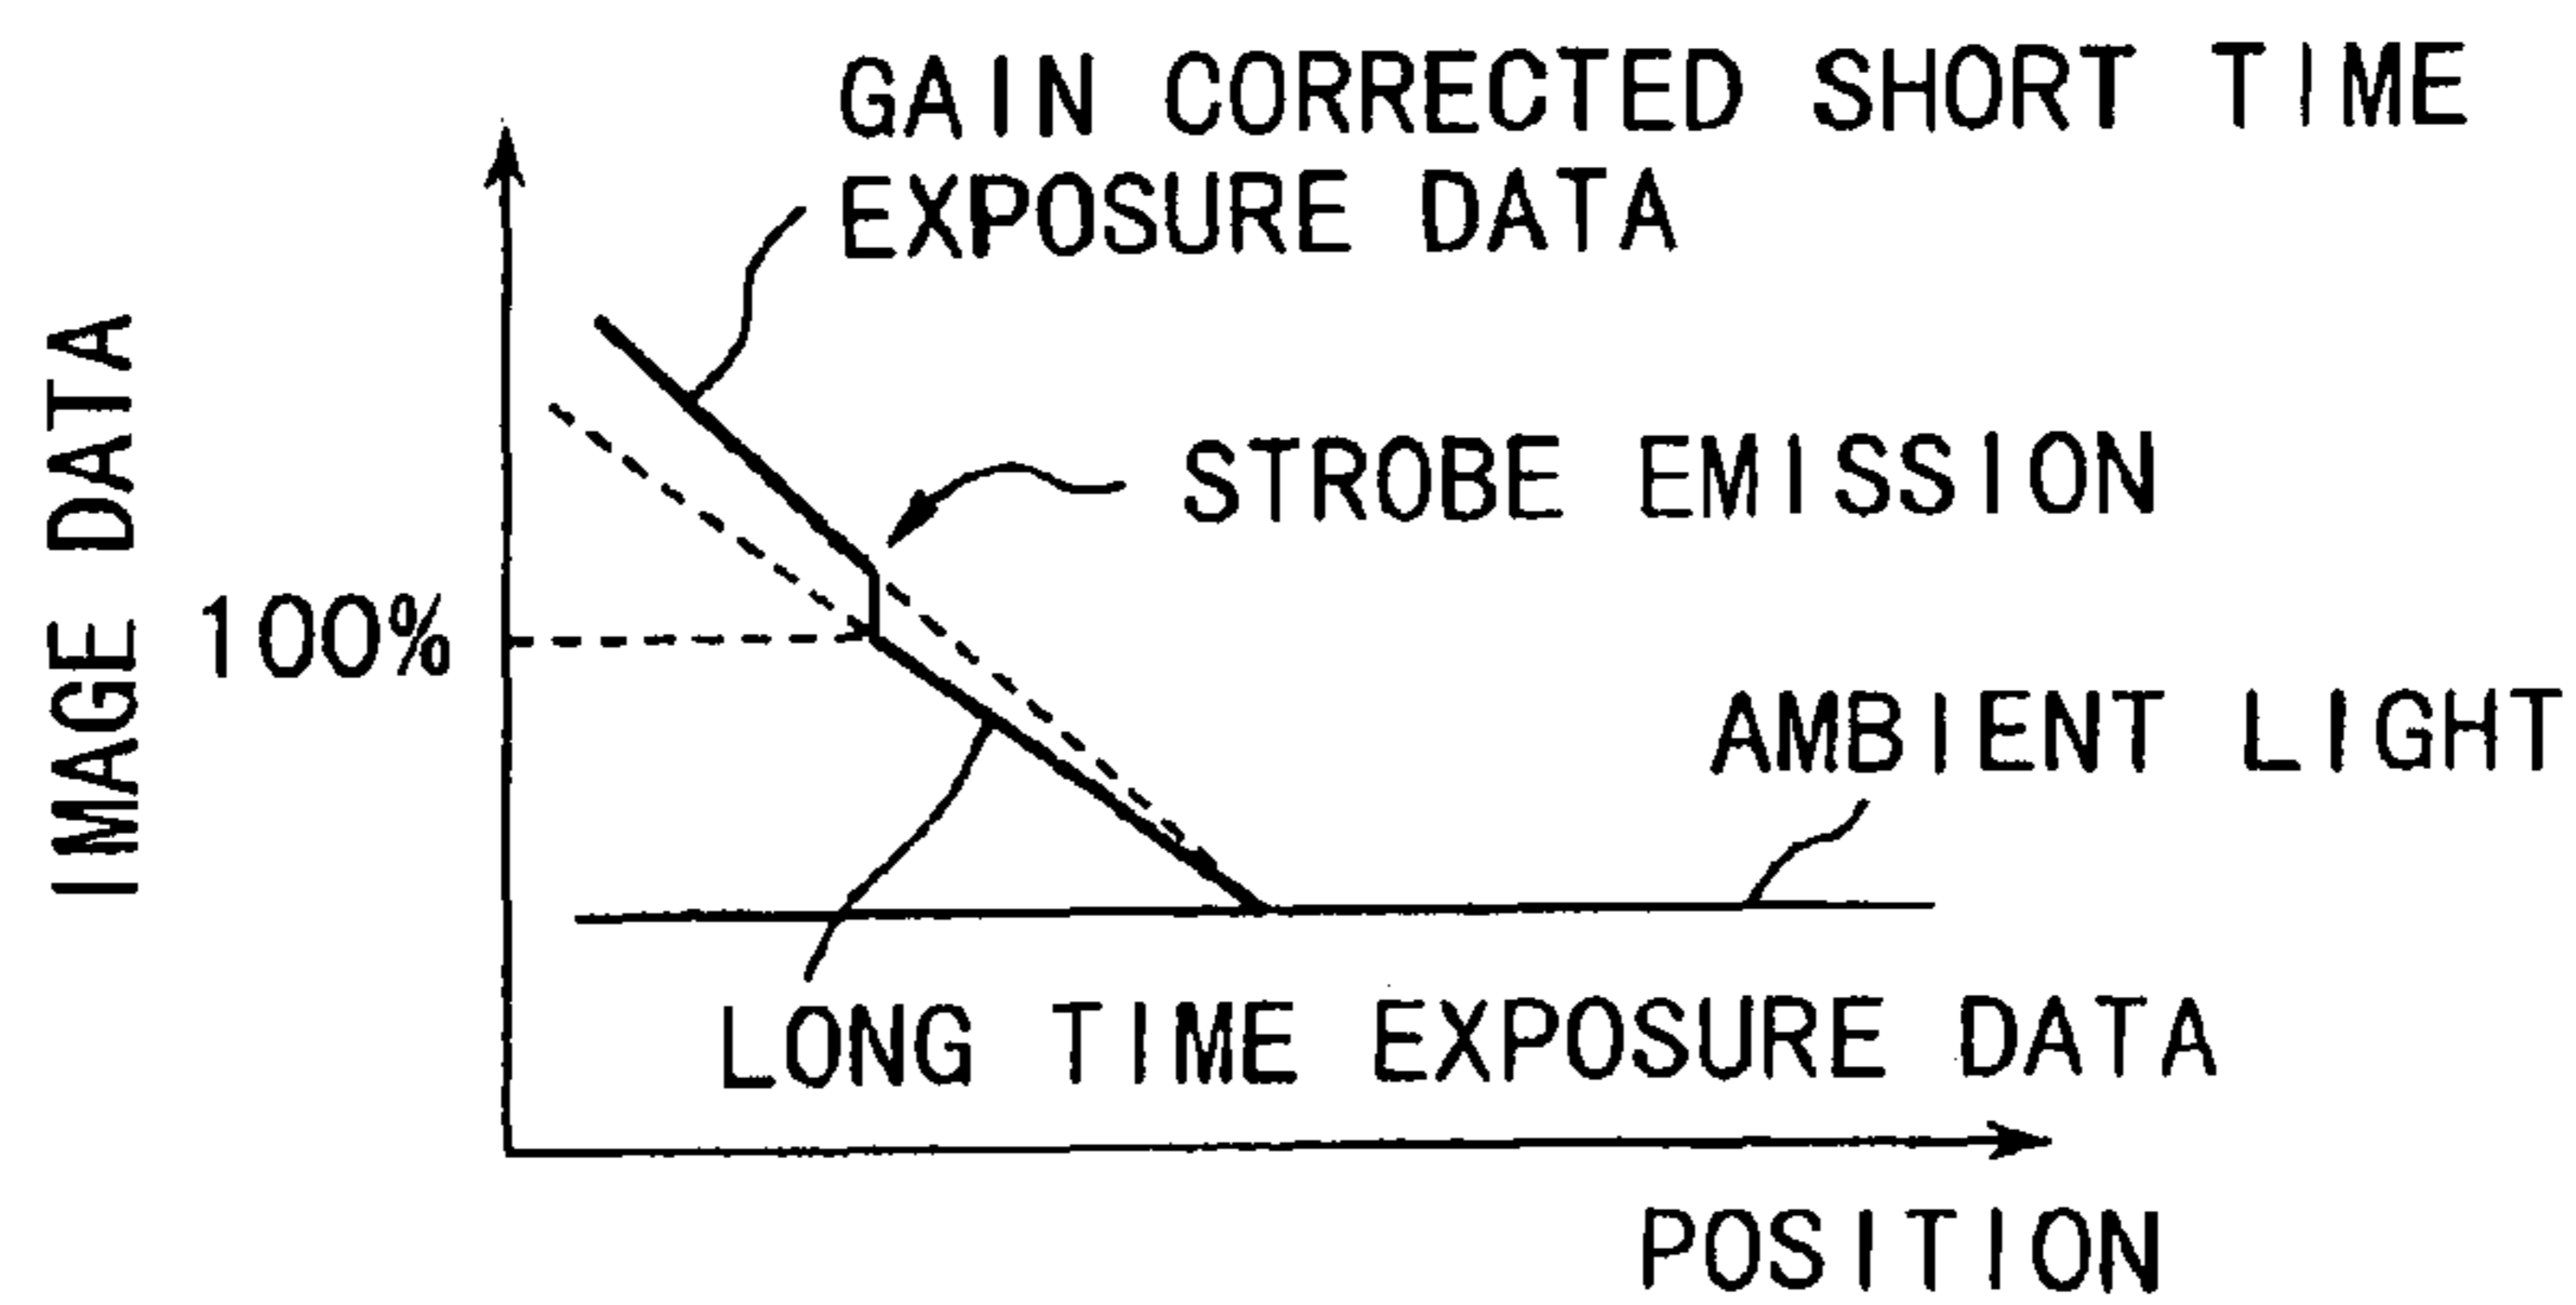 GAIN CORRECTED SHORT TIME
EXPOSURE DATA
IMAGE DATA
STROBE EMISSION
100%
AMBIENT LIGHT
LONG TIME EXPOSURE DATA
POSITION